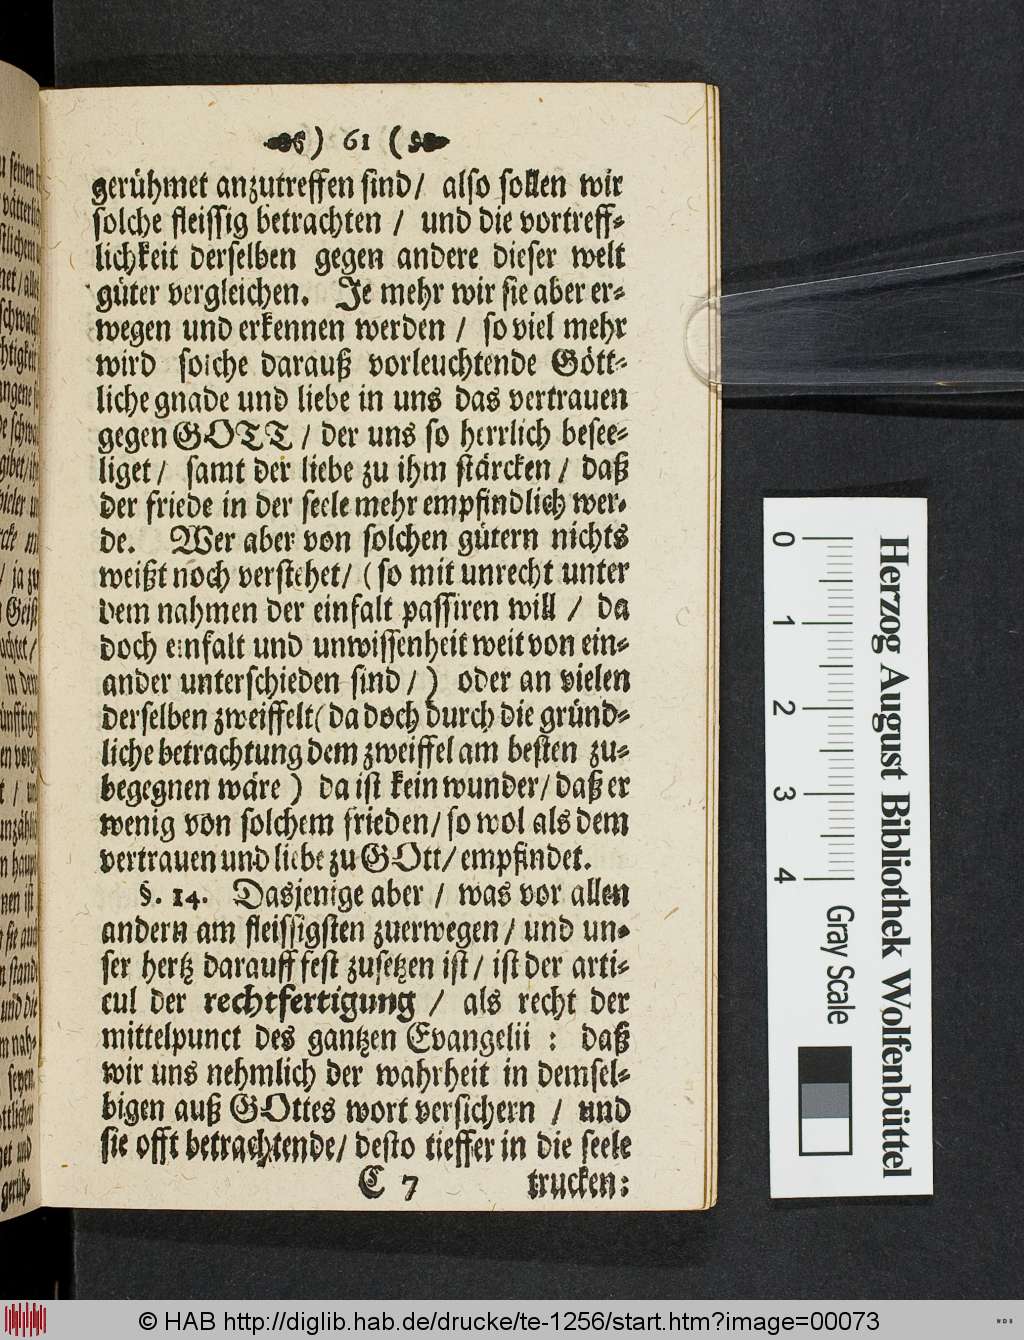 ) 61 (
gerühmet anzutreffen sind/ also sollen wir
solche fleissig betrachten / und die vortreff-
lichkeit derselben gegen andere dieser welt
güter vergleichen. Je mehr wir sie aber er-
wegen und erkennen werden / so viel mehr
wird solche darauß vorleuchtende Gött-
liche gnade und liebe in uns das vertrauen
gegen GOTT / der uns so herrlich besee-
liget / samt der liebe zu ihm stärcken / daß
der friede in der seele mehr empfindlich wer-
de. Wer aber von solchen gütern nichts
weißt noch verstehet/ (so mit unrecht unter
dem nahmen der einfalt passiren will / da
doch einfalt und unwissenheit weit von ein-
ander unterschieden sind /) oder an vielen
derselben zweiffelt (da doch durch die gründ-
liche betrachtung dem zweiffel am besten zu-
begegnen wäre ) da ist kein wunder/ daß er
wenig von solchem frieden/ so wol als dem
vertrauen und liebe zu GOtt/ empfindet.
§. 14. Dasjenige aber / was vor allen
andern am fleissigsten zuerwegen / und un-
ser hertz darauff fest zusetzen ist / ist der arti-
cul der rechtfertigung / als recht der
mittelpunct des gantzen Evangelii : daß
wir uns nehmlich der wahrheit in demsel-
bigen auß GOttes wort versichern / und
sie offt betrachtende/ desto tieffer in die seele
C 7 trucken:
0 1 2 3 4
Gray Scale
Herzog August Bibliothek Wolfenbüttel
© HAB http://diglib.hab.de/drucke/te-1256/start.htm?image=00073